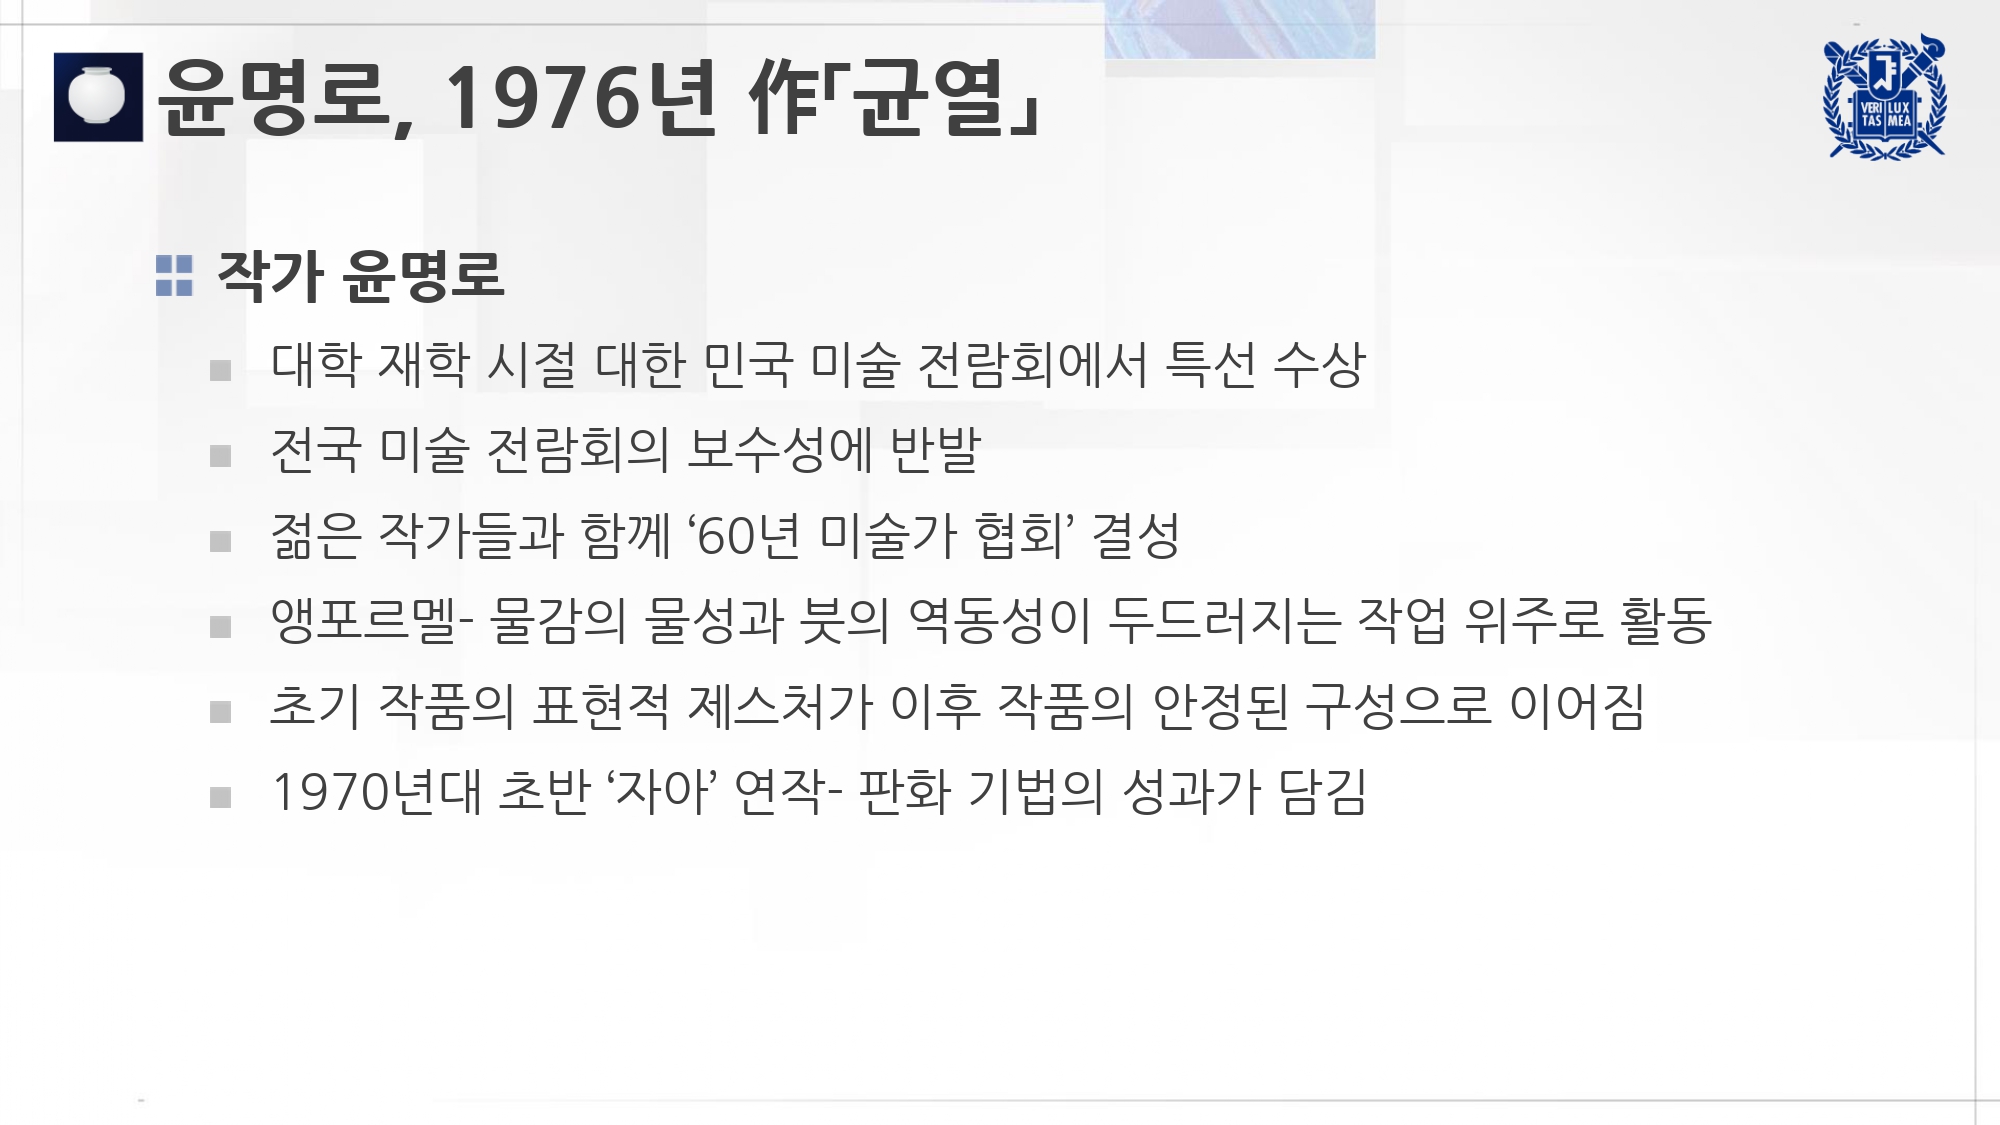 윤명로, 1976년 作「균열」
VERI LUX
TAS MEA
작가 윤명로
대학 재학 시절 대한 민국 미술 전람회에서 특선 수상
전국 미술 전람회의 보수성에 반발
젊은 작가들과 함께 ‘60년 미술가 협회’ 결성
앵포르멜- 물감의 물성과 붓의 역동성이 두드러지는 작업 위주로 활동
초기 작품의 표현적 제스처가 이후 작품의 안정된 구성으로 이어짐
1970년대 초반 ‘자아’ 연작- 판화 기법의 성과가 담김